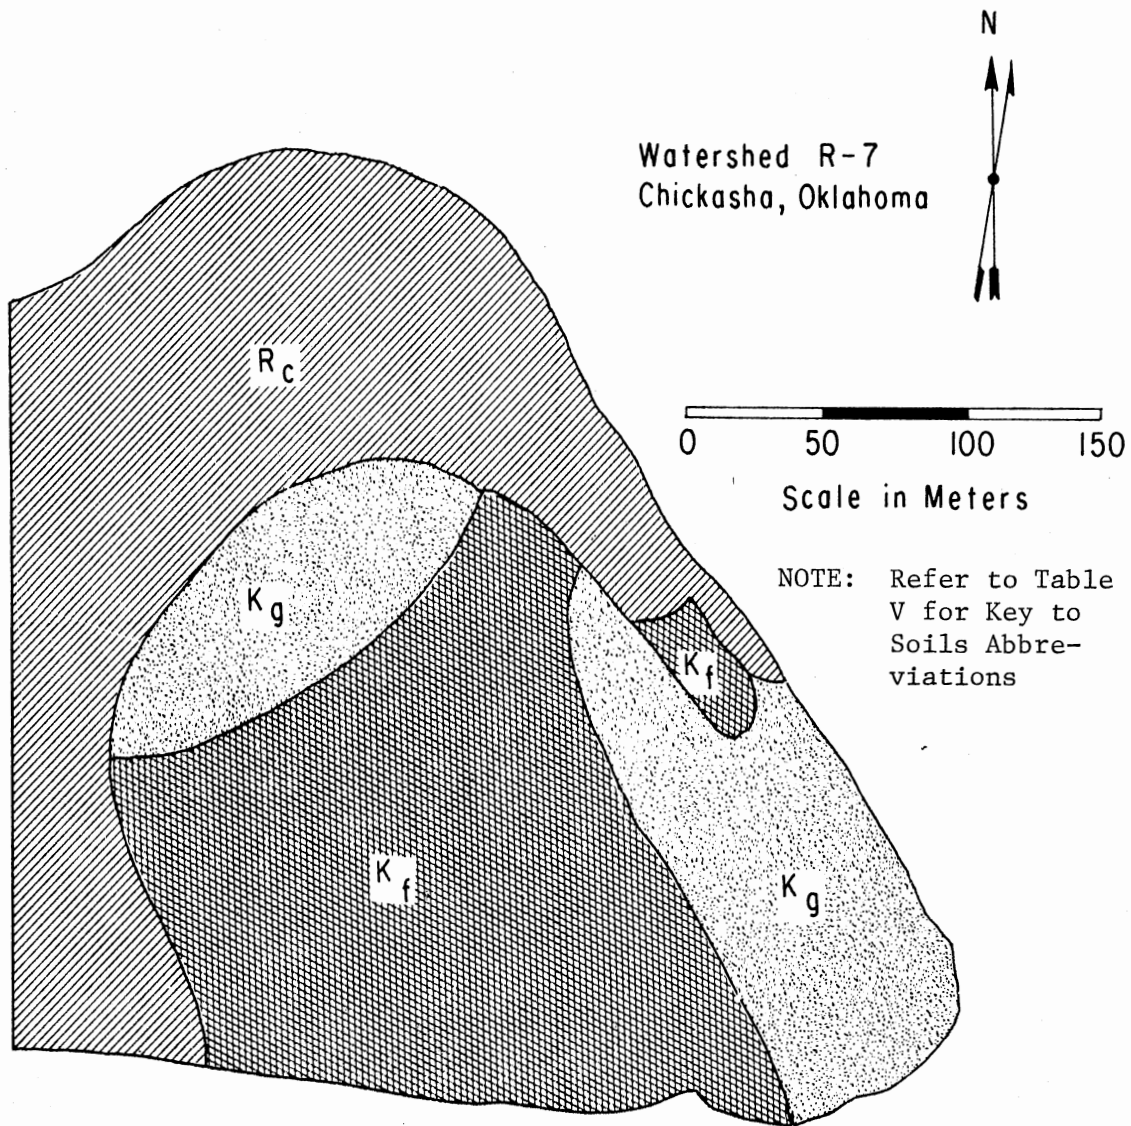 N
Watershed R-7
Chickasha, Oklahoma
Rc
0 50 100 150
Scale in Meters
Kg
NOTE: Refer to Table
V for Key to
Soils Abbre-
viations
Kf
Kf
Kg